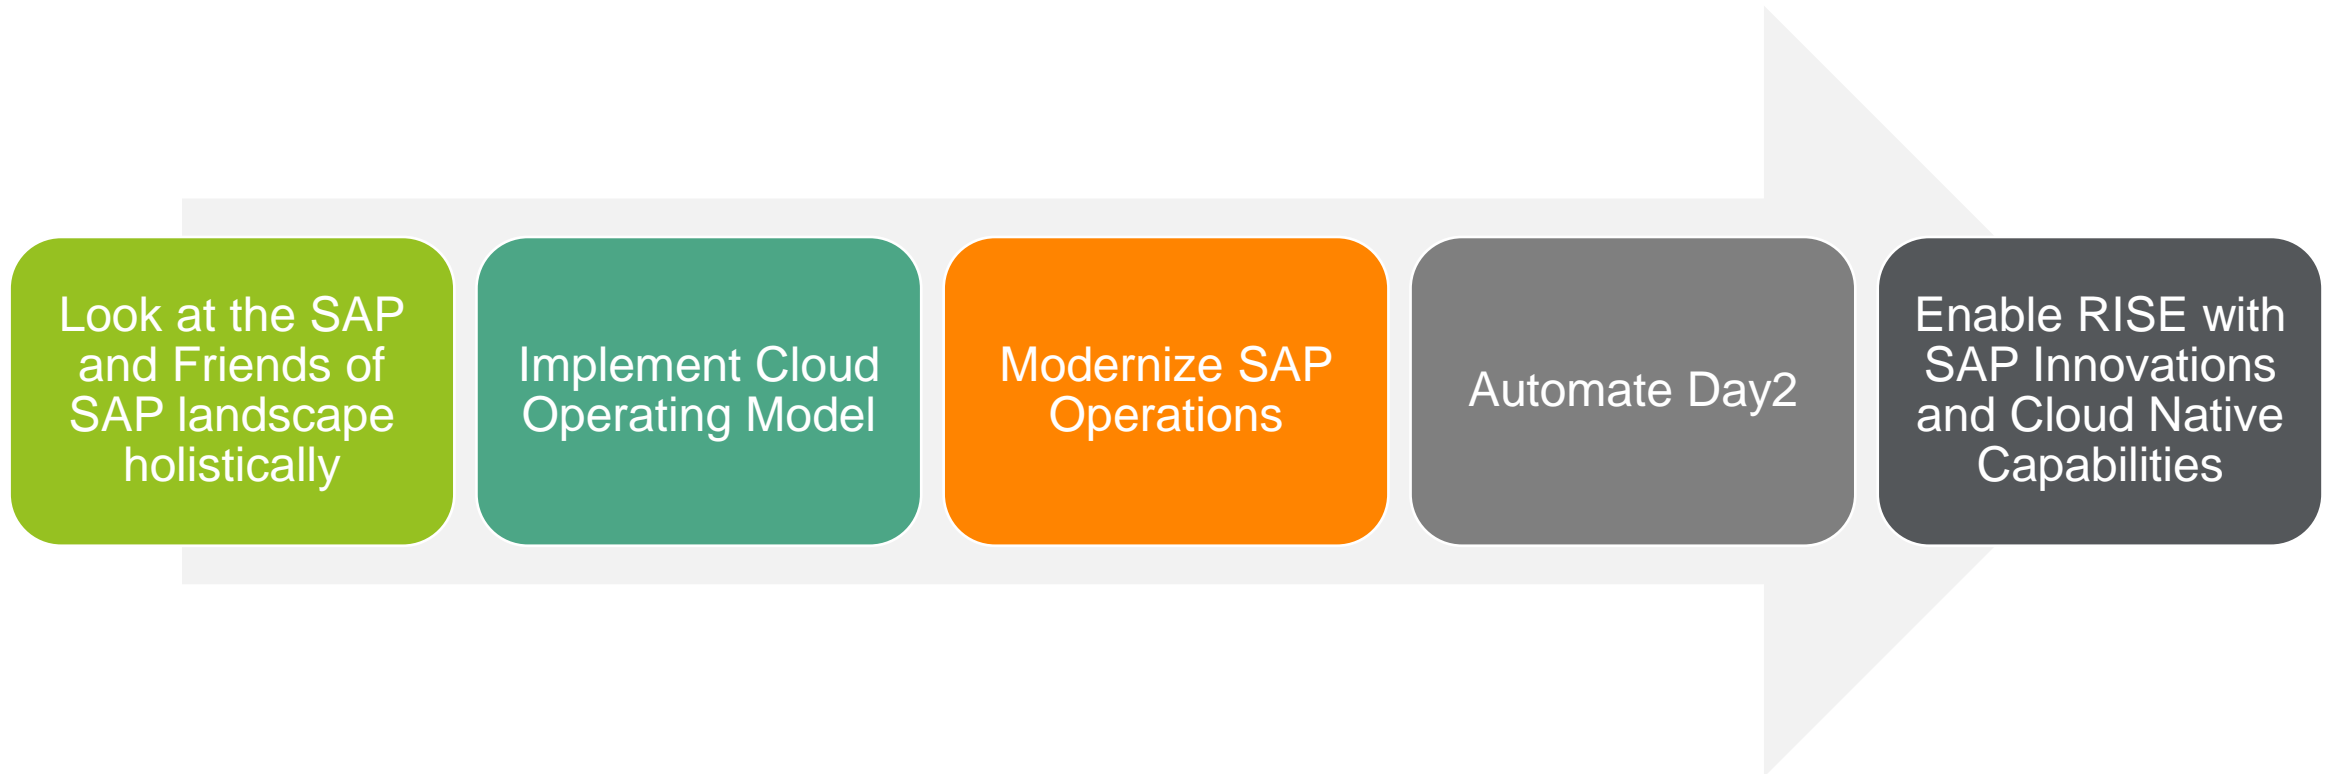 Look at the SAP
and Friends of
SAP landscape
holistically
Implement Cloud
Operating Model
Modernize SAP
Operations
Automate Day2
Enable RISE with
SAP Innovations
and Cloud Native
Capabilities